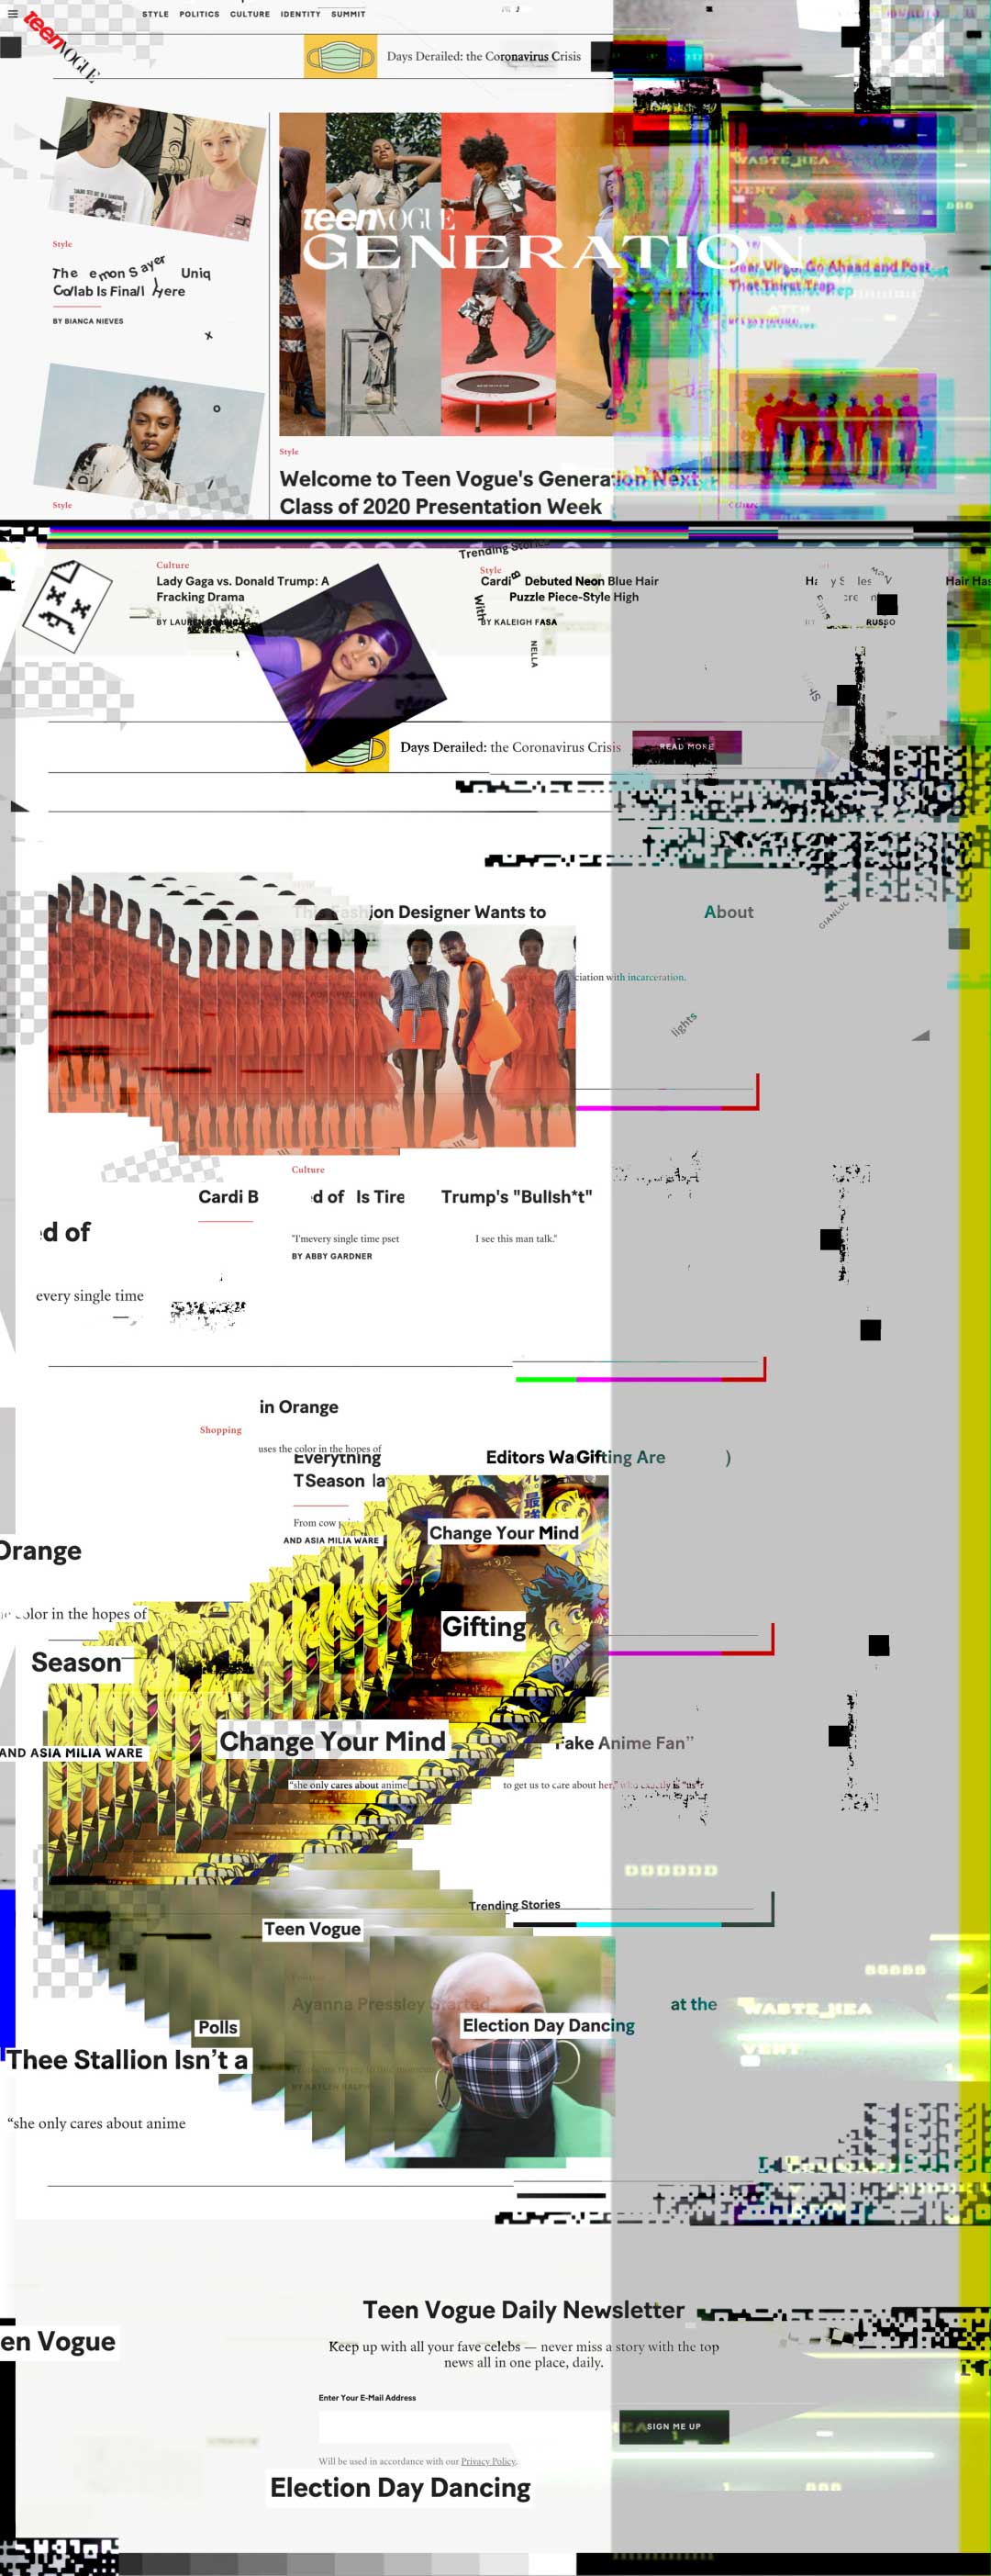 STYLE POLITICS CULTURE IDENTITY SUMMIT
teen VOGUE
Days Derailed: the Coronavirus Crisis
teen VOGUE
GENERATION
WASTE_HEA
VENT
Style
The emon Sayer Uniq
Collab Is Finall Here
BY BIANCA NIEVES
Dear Virgo, Go Ahead and Post
That Thirst Trap
Style
Style
Welcome to Teen Vogue's Generation Next
Class of 2020 Presentation Week
Trending Stories
Culture
Lady Gaga vs. Donald Trump: A
Fracking Drama
Style
Cardi B Debuted Neon Blue Hair
With Puzzle Piece-Style High
BY KALEIGH FASA
NELLA
RUSSO
Hair Has
Days Derailed: the Coronavirus Crisis
READ MORE
This Fashion Designer Wants to
About
GIANLUC
ciation with incarceration.
lights
Culture
Cardi B
d of Is Tire
Trump's "Bullsh*t"
d of
"I'mevery single time pset
I see this man talk."
BY ABBY GARDNER
every single time
in Orange
Shopping
uses the color in the hopes of
Everything
Editors Wa Gifting Are )
TSeason la
From cow
AND ASIA MILIA WARE
Change Your Mind
Orange
color in the hopes of
Gifting
Season
Change Your Mind
Fake Anime Fan”
AND ASIA MILIA WARE
“she only cares about anime
to get us to care about her,”
Trending Stories
Teen Vogue
Ayanna Pressley Started
at the
WASTE_HEA
Polls
Election Day Dancing
VENT
Thee Stallion Isn’t a
“she only cares about anime
Teen Vogue Daily Newsletter
en Vogue
Keep up with all your fave celebs — never miss a story with the top
news all in one place, daily.
Enter Your E-Mail Address
SIGN ME UP
Will be used in accordance with our Privacy Policy.
Election Day Dancing